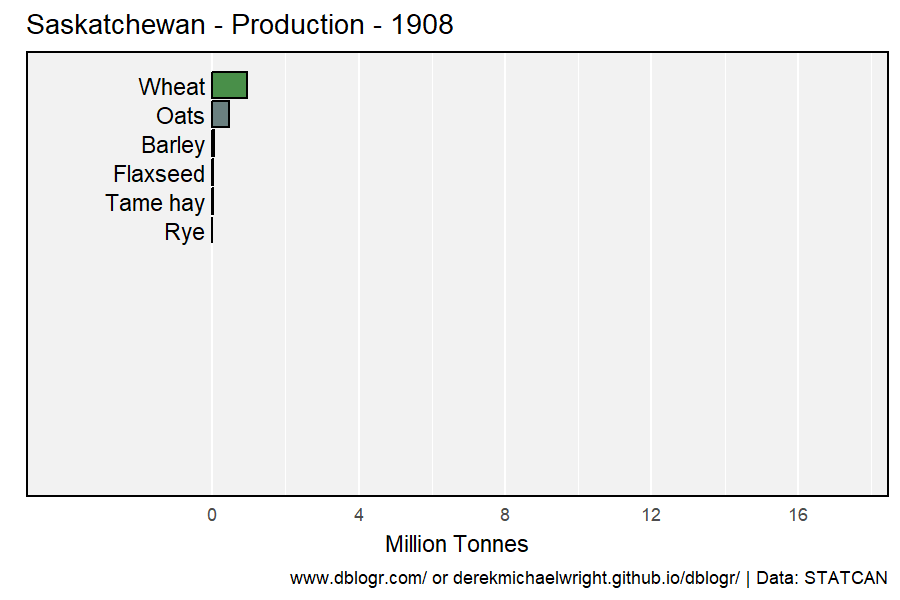 Saskatchewan - Production - 1908
Wheat
Oats
Barley
Flaxseed
Tame hay
Rye
0 4 8 12 16
Million Tonnes
www.dblogr.com/ or derekmichaelwright.github.io/dblogr/ | Data: STATCAN